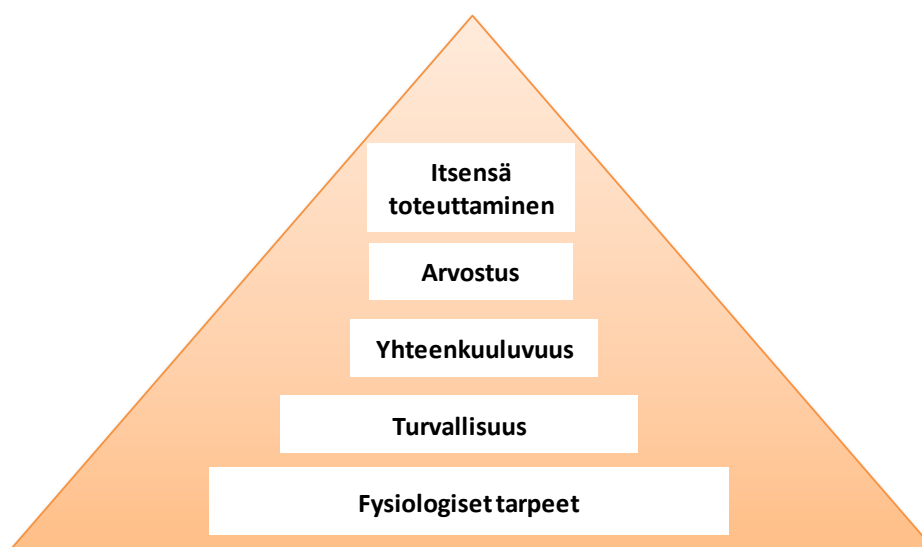 Itsensä
toteuttaminen
Arvostus
Yhteenkuuluvuus
Turvallisuus
Fysiologiset tarpeet